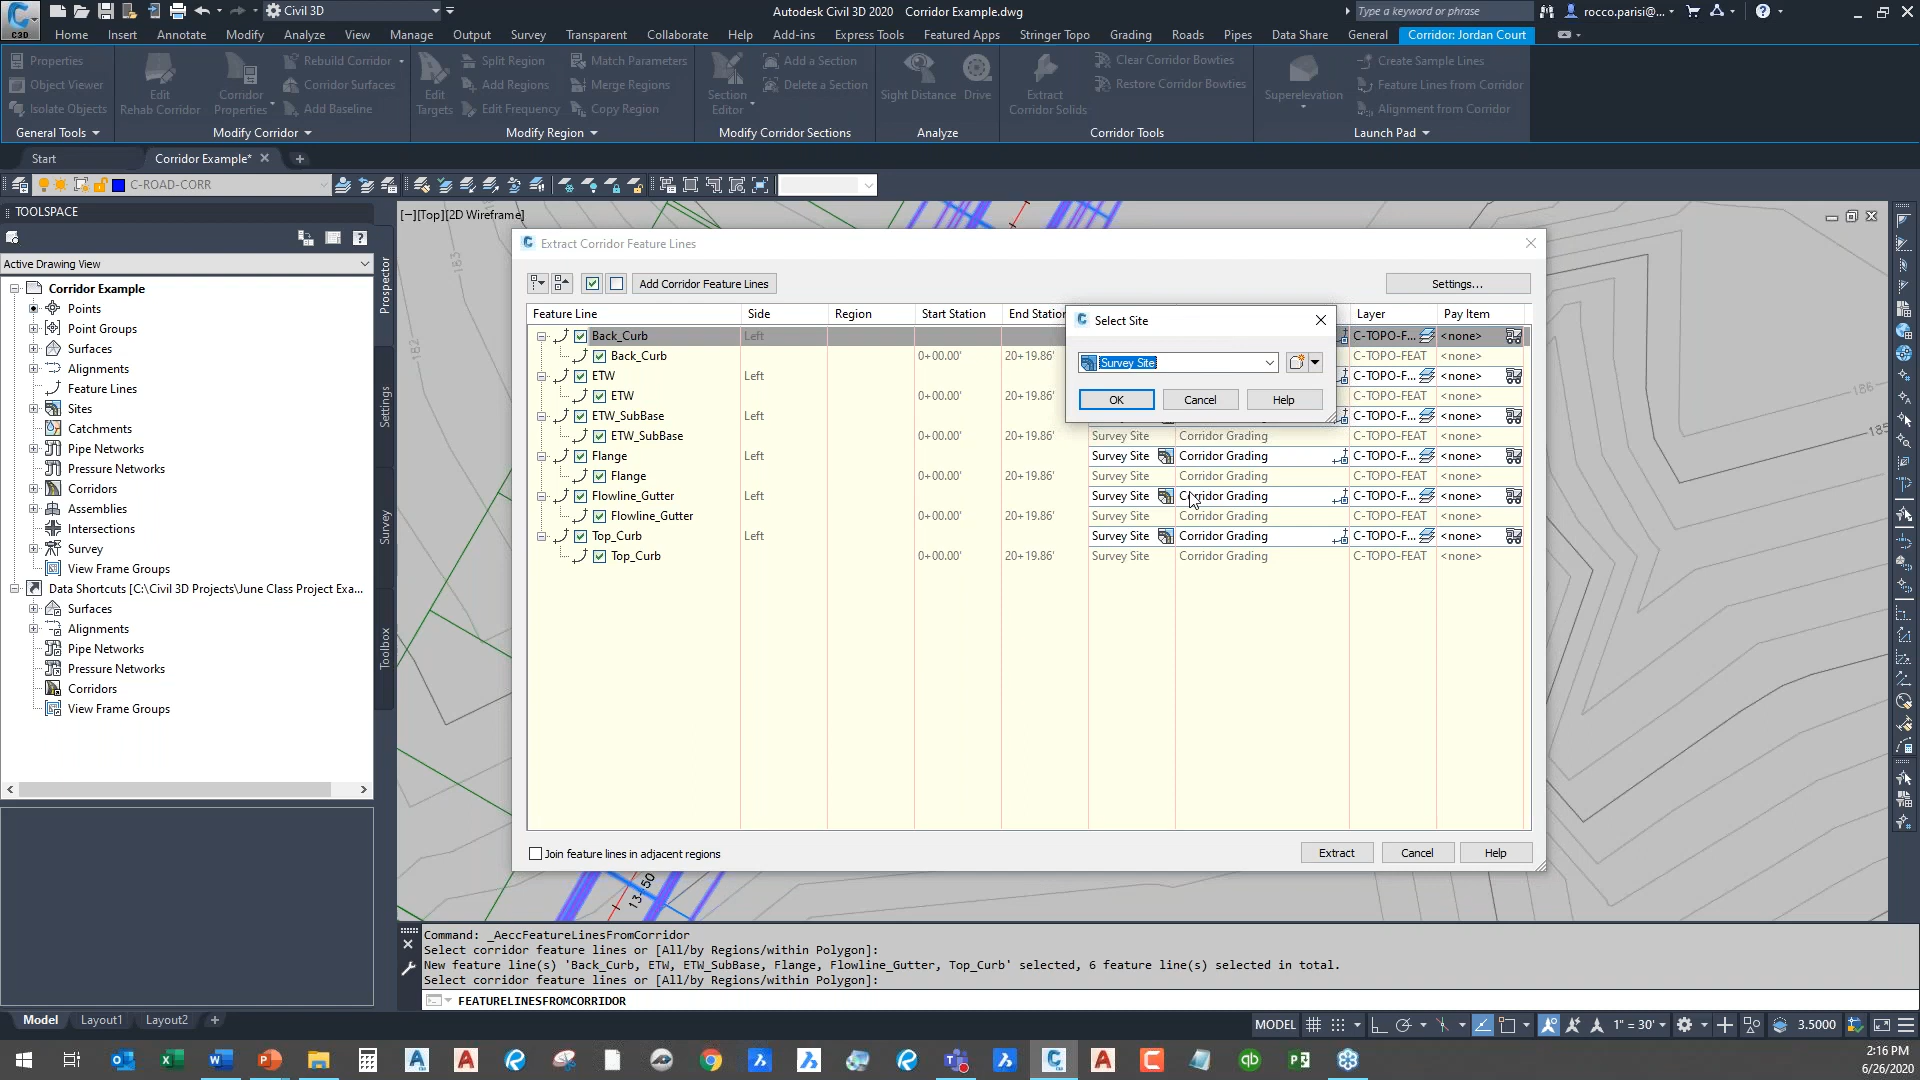 C3D
Civil 3D
Autodesk Civil 3D 2020 Corridor Example.dwg
Type a keyword or phrase
rocco.parisi@...
Home Insert Annotate Modify Analyze View Manage Output Survey Transparent Collaborate Help Add-ins Express Tools Featured Apps Stringer Topo Grading Roads Pipes Data Share General Corridor: Jordan Court
Properties
Object Viewer
Isolate Objects
Edit
Rehab Corridor
Corridor
Properties
Rebuild Corridor
Corridor Surfaces
Add Baseline
Edit
Targets
Split Region
Add Regions
Edit Frequency
Match Parameters
Merge Regions
Copy Region
Section
Editor
Add a Section
Delete a Section
Sight Distance
Drive
Extract
Corridor Solids
Clear Corridor Bowties
Restore Corridor Bowties
Superelevation
Create Sample Lines
Feature Lines from Corridor
Alignment from Corridor
General Tools
Modify Corridor
Modify Region
Modify Corridor Sections
Analyze
Corridor Tools
Launch Pad
Start
Corridor Example*
C-ROAD-CORR
TOOLSPACE
Active Drawing View
Corridor Example
Points
Point Groups
Surfaces
Alignments
Feature Lines
Sites
Catchments
Pipe Networks
Pressure Networks
Corridors
Assemblies
Intersections
Survey
View Frame Groups
Data Shortcuts [C:\Civil 3D Projects\June Class Project Exa...
Surfaces
Alignments
Pipe Networks
Pressure Networks
Corridors
View Frame Groups
Prospector
Settings
Survey
Toolbox
[−][Top][2D Wireframe]
183
182
186
185
13+50
Extract Corridor Feature Lines
Add Corridor Feature Lines
Settings...
Feature Line Side Region Start Station End Station Layer Pay Item
Back_Curb Left C-TOPO-F... <none>
Back_Curb 0+00.00' 20+19.86' C-TOPO-FEAT <none>
ETW Left C-TOPO-F... <none>
ETW 0+00.00' 20+19.86' C-TOPO-FEAT <none>
ETW_SubBase Left C-TOPO-F... <none>
ETW_SubBase 0+00.00' 20+19.86' Survey Site Corridor Grading C-TOPO-FEAT <none>
Flange Left Survey Site Corridor Grading C-TOPO-F... <none>
Flange 0+00.00' 20+19.86' Survey Site Corridor Grading C-TOPO-FEAT <none>
Flowline_Gutter Left Survey Site Corridor Grading C-TOPO-F... <none>
Flowline_Gutter 0+00.00' 20+19.86' Survey Site Corridor Grading C-TOPO-FEAT <none>
Top_Curb Left Survey Site Corridor Grading C-TOPO-F... <none>
Top_Curb 0+00.00' 20+19.86' Survey Site Corridor Grading C-TOPO-FEAT <none>
Select Site
Survey Site
OK Cancel Help
Join feature lines in adjacent regions
Extract Cancel Help
Command: _AeccFeatureLinesFromCorridor
Select corridor feature lines or [All/by Regions/within Polygon]:
New feature line(s) 'Back_Curb, ETW, ETW_SubBase, Flange, Flowline_Gutter, Top_Curb' selected, 6 feature line(s) selected in total.
Select corridor feature lines or [All/by Regions/within Polygon]:
FEATURELINESFROMCORRIDOR
Model Layout1 Layout2
MODEL 1" = 30' 3.5000
2:16 PM
6/26/2020